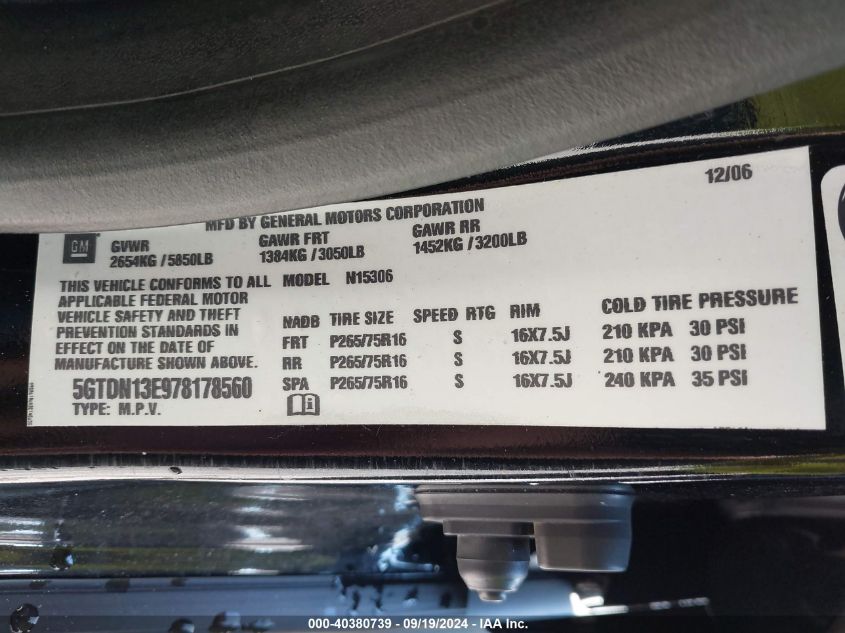 12/06
MFD BY GENERAL MOTORS CORPORATION
GM
GVWR GAWR FRT GAWR RR
2654KG / 5850LB 1384KG / 3050LB 1452KG / 3200LB
THIS VEHICLE CONFORMS TO ALL
APPLICABLE FEDERAL MOTOR
VEHICLE SAFETY AND THEFT
PREVENTION STANDARDS IN
EFFECT ON THE DATE OF
MANUFACTURE SHOWN ABOVE.
5GTDN13E978178560
TYPE: M.P.V.
MODEL N15306
NADB TIRE SIZE SPEED RTG RIM COLD TIRE PRESSURE
FRT P265/75R16 S 16X7.5J 210 KPA 30 PSI
RR P265/75R16 S 16X7.5J 210 KPA 30 PSI
SPA P265/75R16 S 16X7.5J 240 KPA 35 PSI
000-40380739 - 09/19/2024 - IAA Inc.